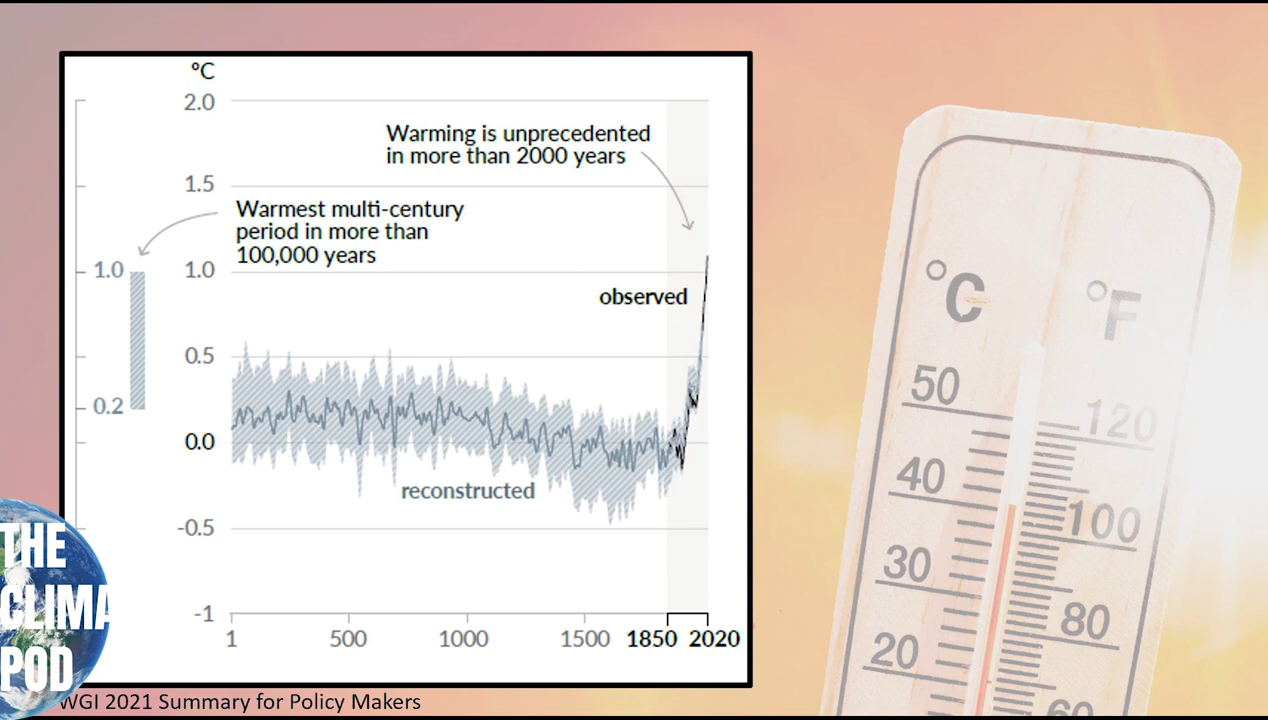 °C
2.0
1.5
1.0
0.5
0.0
-0.5
-1
Warming is unprecedented
in more than 2000 years
Warmest multi-century
period in more than
100,000 years
1.0
0.2
observed
reconstructed
1 500 1000 1500 1850 2020
THE
CLIMA
POD
WGI 2021 Summary for Policy Makers
°C °F
50 120
40 100
30 80
20 60